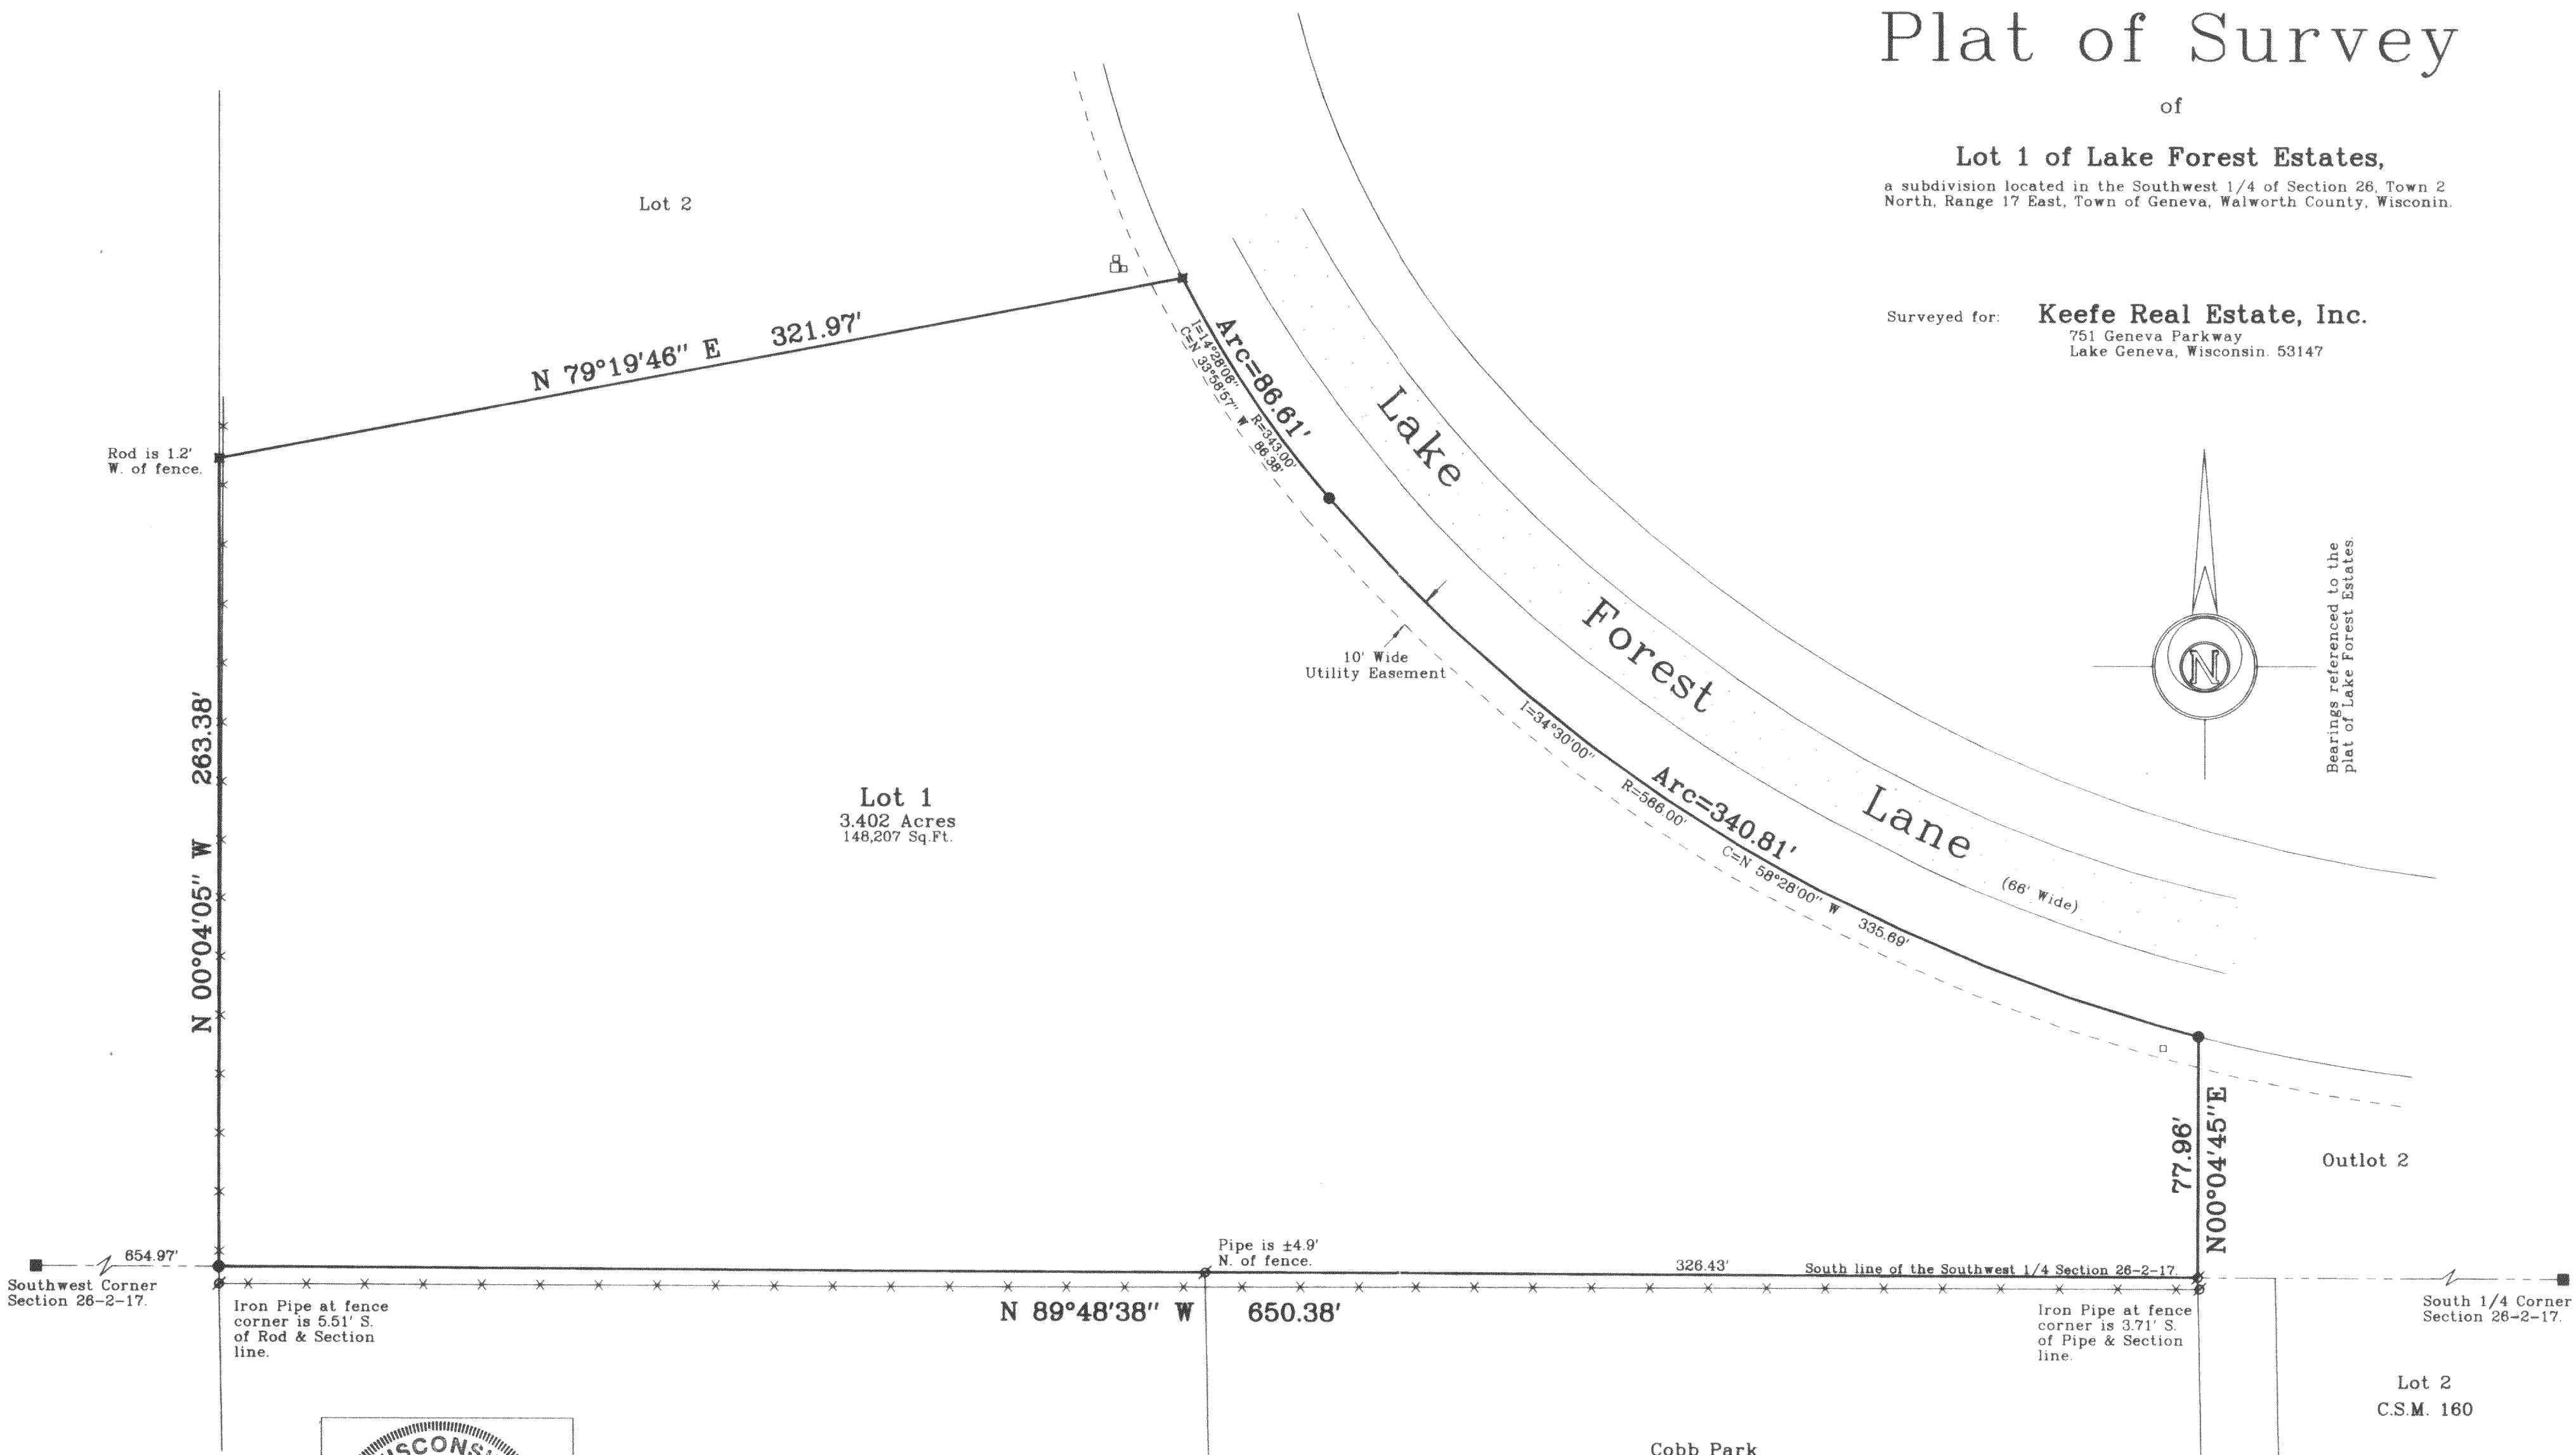 Plat of Survey
of
Lot 1 of Lake Forest Estates,
a subdivision located in the Southwest 1/4 of Section 26, Town 2
North, Range 17 East, Town of Geneva, Walworth County, Wisconin.
Surveyed for: Keefe Real Estate, Inc.
751 Geneva Parkway
Lake Geneva, Wisconsin. 53147
N
Bearings referenced to the
plat of Lake Forest Estates.
Lot 2
N 79°19'46" E 321.97'
Rod is 1.2'
W. of fence.
Arc=86.61'
I=14°28'06" R=343.00'
C=N 33°58'57" W 86.38'
Lake Forest Lane
(66' Wide)
10' Wide
Utility Easement
I=34°30'00"
Arc=340.81'
R=566.00'
C=N 58°28'00" W 335.69'
N 00°04'05" W 263.38'
Lot 1
3.402 Acres
148,207 Sq.Ft.
77.96'
N00°04'45"E
Outlot 2
654.97'
Southwest Corner
Section 26-2-17.
Pipe is ±4.9'
N. of fence.
326.43'
South line of the Southwest 1/4 Section 26-2-17.
Iron Pipe at fence
corner is 5.51' S.
of Rod & Section
line.
N 89°48'38" W 650.38'
Iron Pipe at fence
corner is 3.71' S.
of Pipe & Section
line.
South 1/4 Corner
Section 26-2-17.
Lot 2
C.S.M. 160
Cobb Park